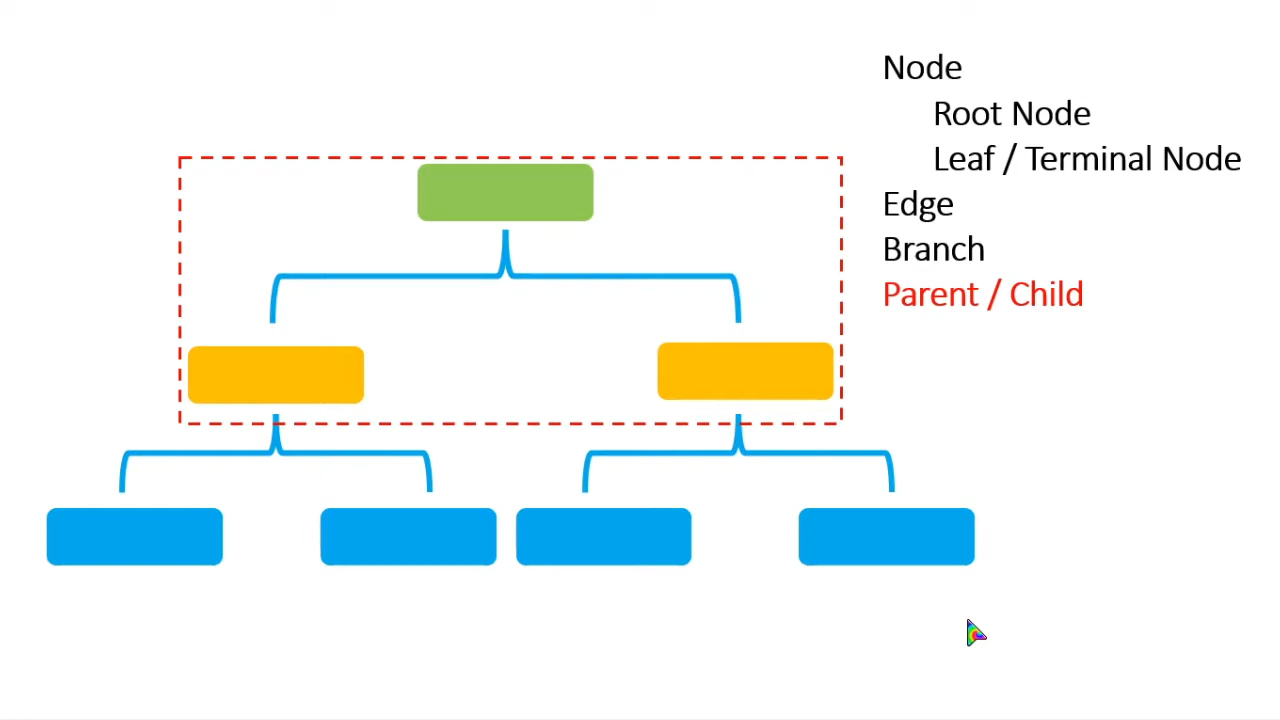 Node
Root Node
Leaf / Terminal Node
Edge
Branch
Parent / Child